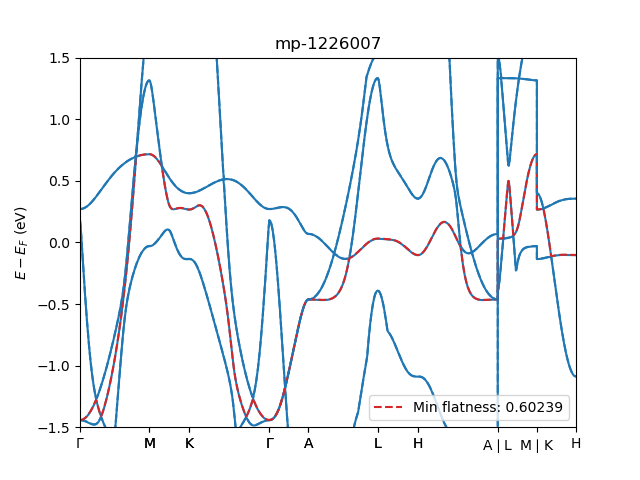 mp-1226007
1.5
1.0
0.5
0.0
−0.5
−1.0
−1.5
E − E_F (eV)
Min flatness: 0.60239
Γ M K Γ A L H A | L M | K H